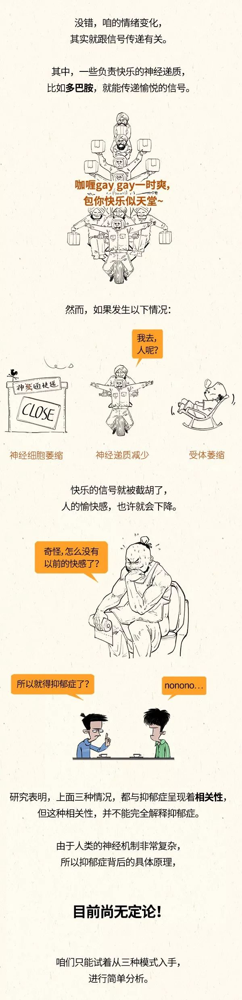 没错，咱的情绪变化，
其实就跟信号传递有关。
其中，一些负责快乐的神经递质，
比如多巴胺，就能传递愉悦的信号。
咖喱gay gay一时爽，
包你快乐似天堂~
然而，如果发生以下情况：
我去，
人呢？
神经通快递
CLOSE
神经细胞萎缩
神经递质减少
受体萎缩
快乐的信号就被截胡了，
人的愉快感，也许就会下降。
奇怪，怎么没有
以前的快感了？
所以就得抑郁症了？
nonono...
研究表明，上面三种情况，都与抑郁症呈现着相关性，
但这种相关性，并不能完全解释抑郁症。
由于人类的神经机制非常复杂，
所以抑郁症背后的具体原理，
目前尚无定论！
咱们只能试着从三种模式入手，
进行简单分析。